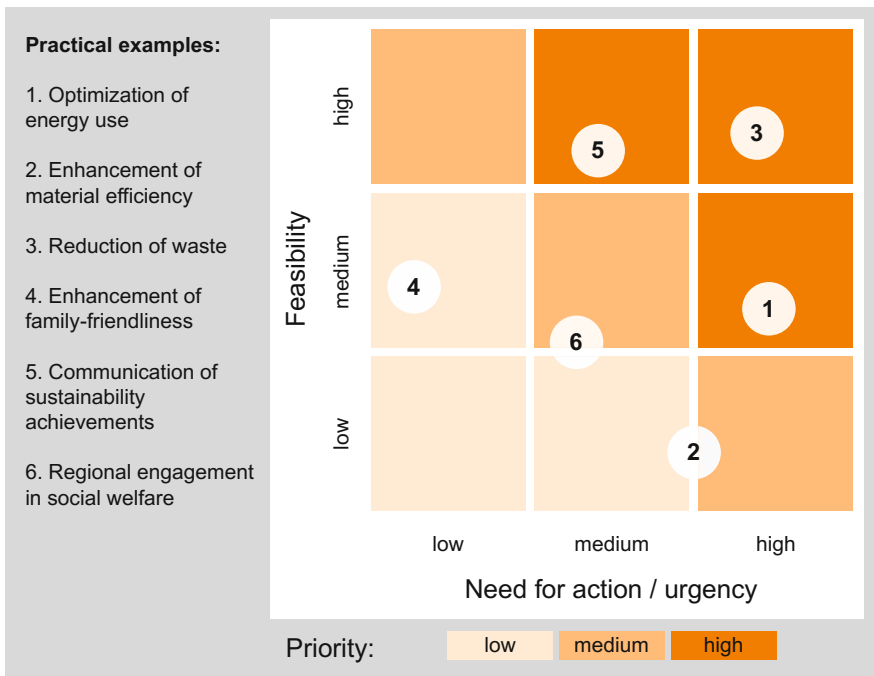 Practical examples:
1. Optimization of
energy use
2. Enhancement of
material efficiency
3. Reduction of waste
4. Enhancement of
family-friendliness
5. Communication of
sustainability
achievements
6. Regional engagement
in social welfare
Feasibility
high
medium
low
5
3
4
1
6
2
low
medium
high
Need for action / urgency
Priority:
low
medium
high